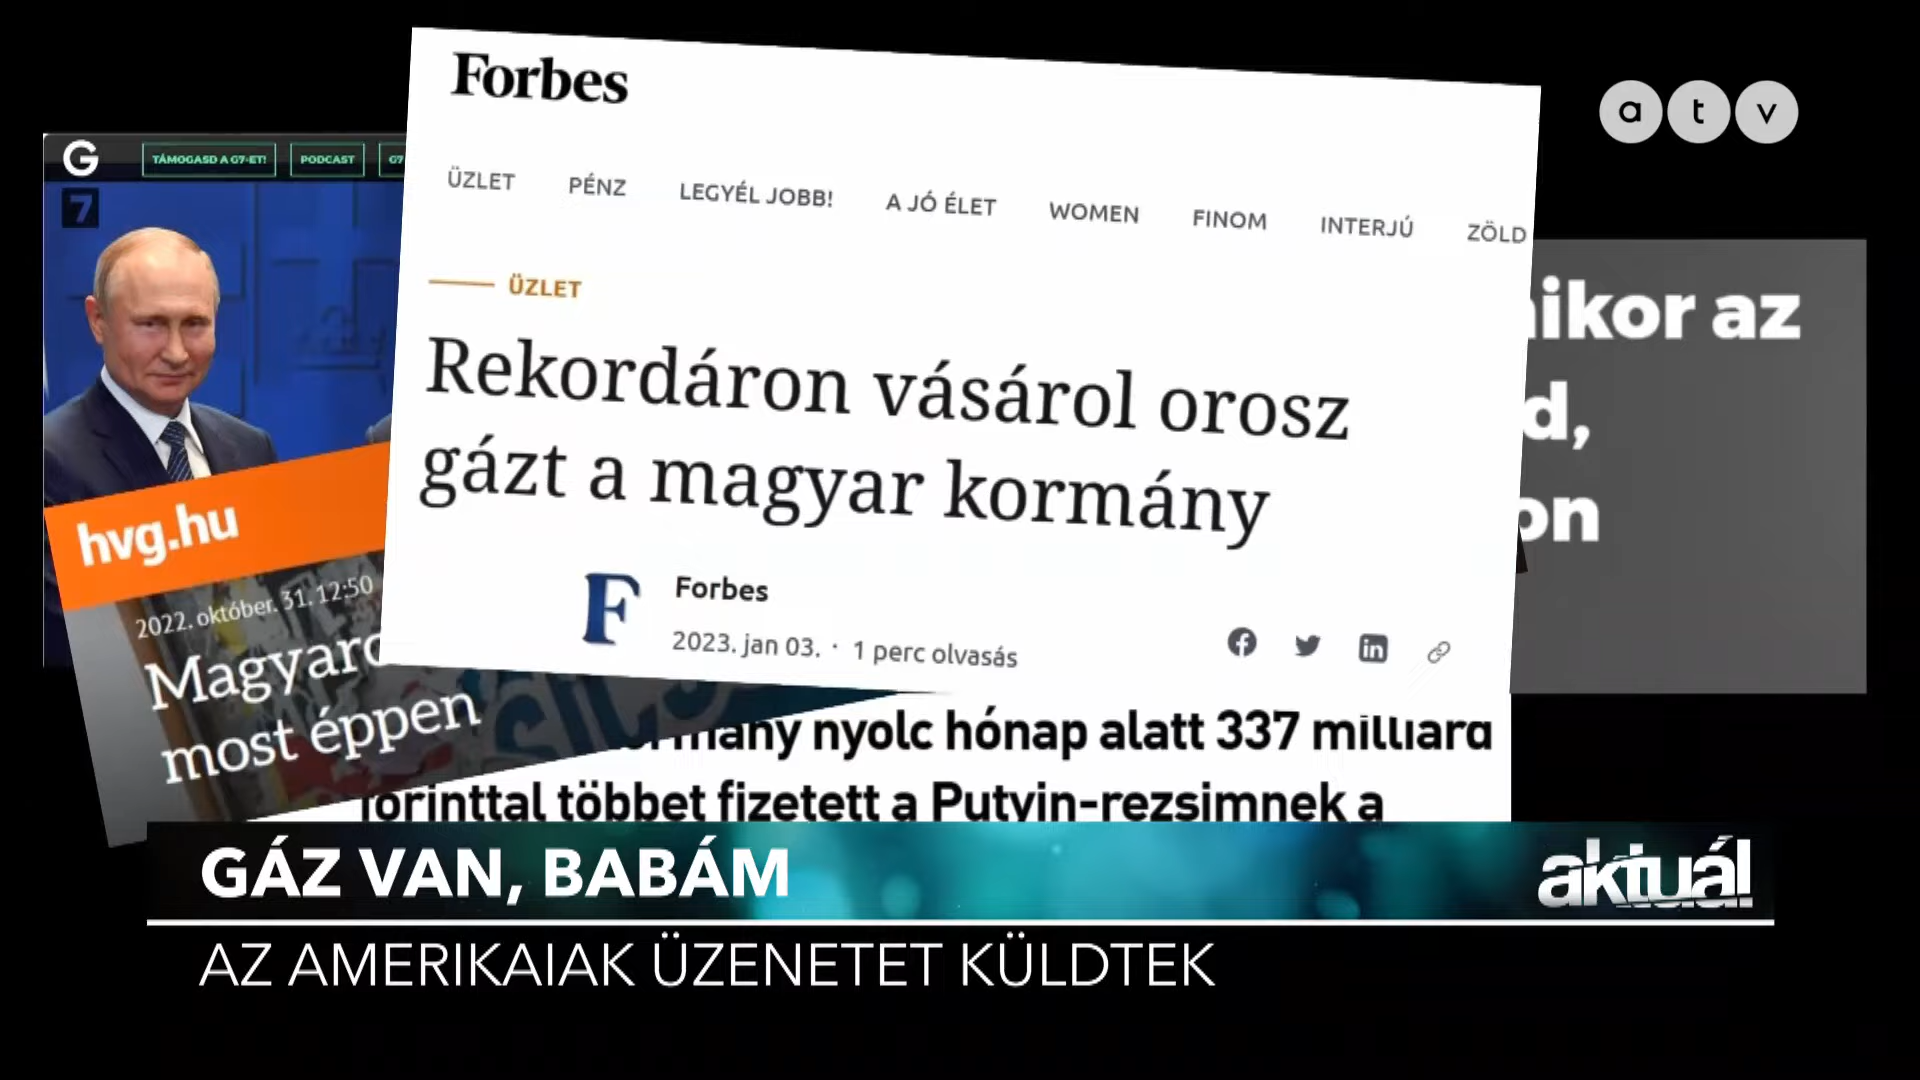 Forbes
a t v
G TÁMOGASD A G7-ET! PODCAST G7
7
ÜZLET PÉNZ LEGYÉL JOBB! A JÓ ÉLET WOMEN FINOM INTERJÚ ZÖLD
ÜZLET
Rekordáron vásárol orosz
gázt a magyar kormány
Forbes
2023. jan 03. · 1 perc olvasás
az
hvg.hu
2022. október. 31. 12:50
most éppen
nyolc hónap alatt 337 milliárd
forinttal többet fizetett a Putyin-rezsimnek a
GÁZ VAN, BABÁM
aktuál
AZ AMERIKAIAK ÜZENETET KÜLDTEK